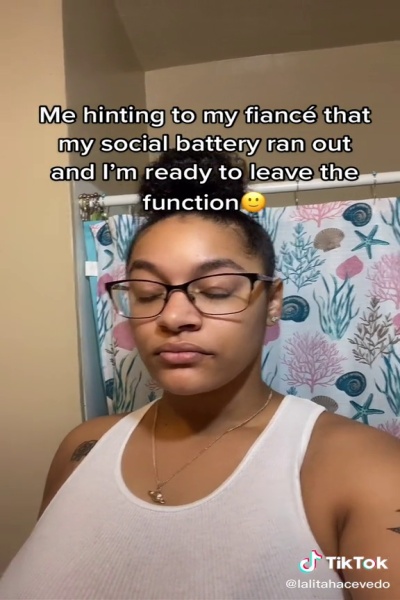 Me hinting to my fiancé that
my social battery ran out
and I'm ready to leave the
function🙂
TikTok
@lalitahacevedo